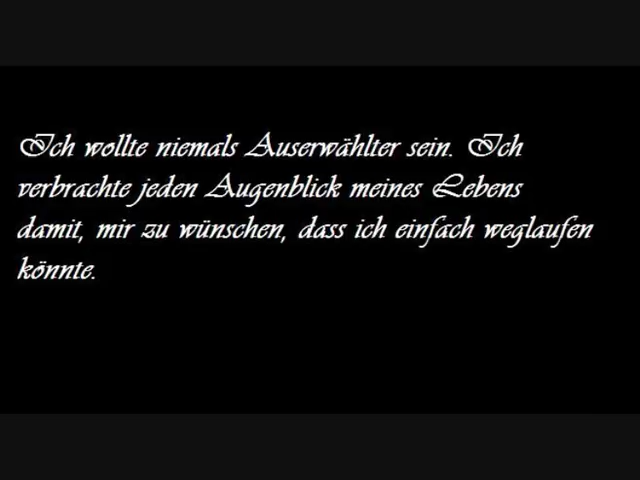 Ich wollte niemals Auserwählter sein. Ich
verbrachte jeden Augenblick meines Lebens
damit, mir zu wünschen, dass ich einfach weglaufen
könnte.